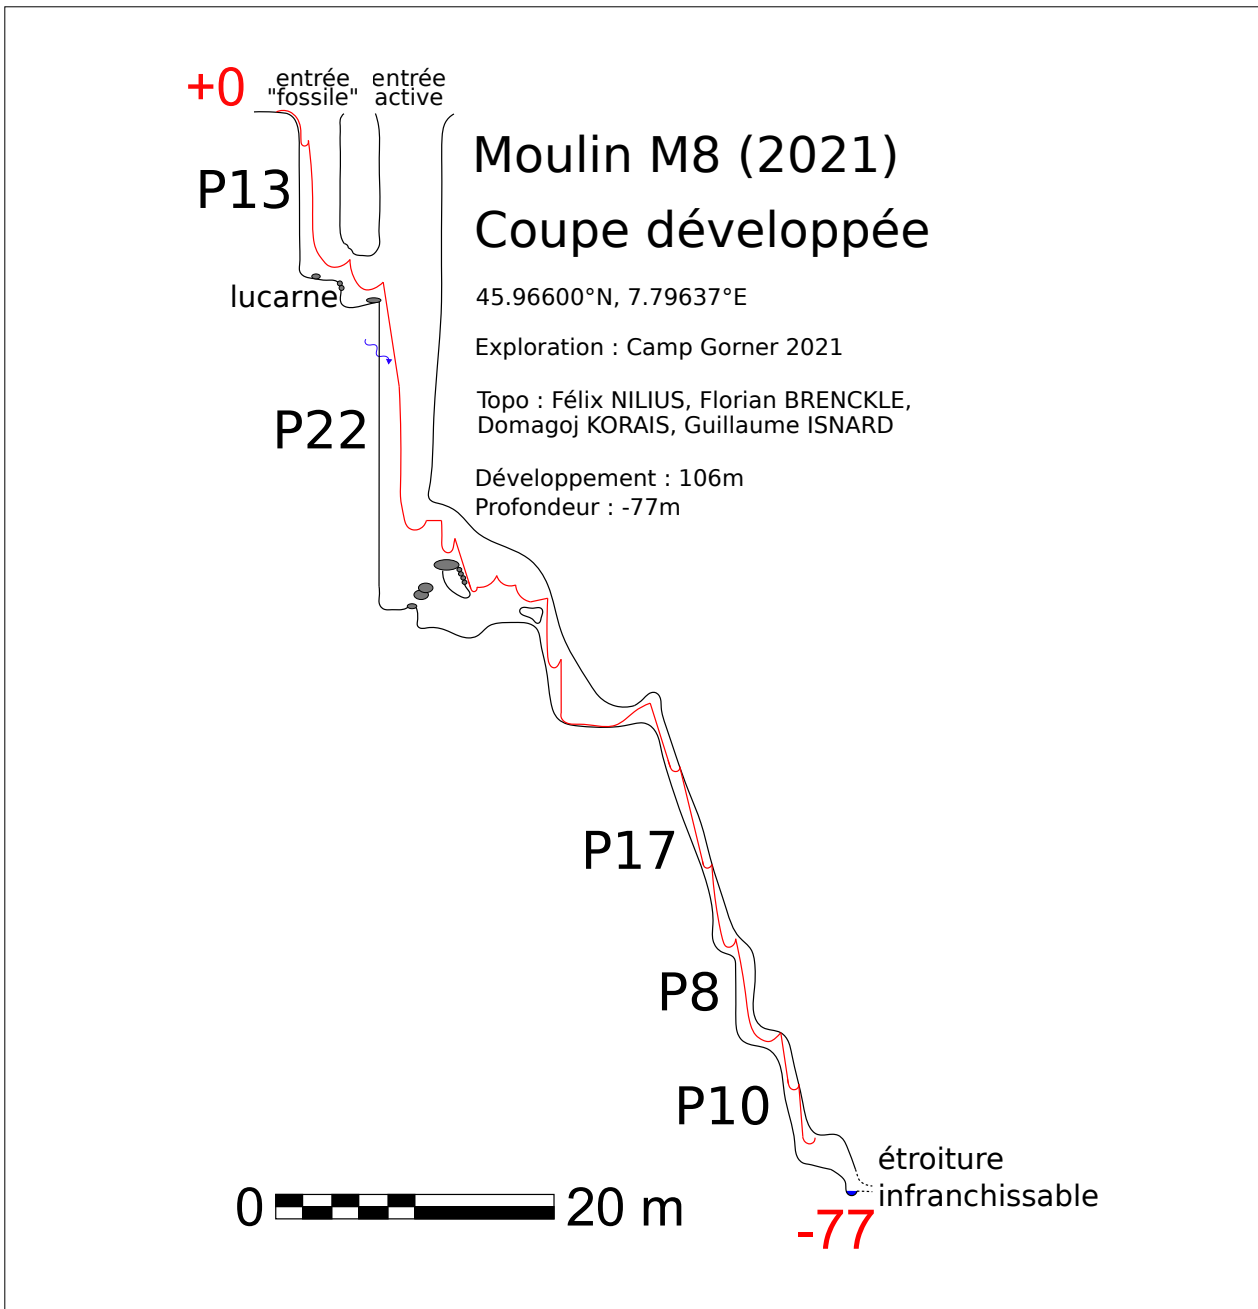 +0
entrée
"fossile"
entrée
active
Moulin M8 (2021)
P13
Coupe développée
lucarne
45.96600°N, 7.79637°E
Exploration : Camp Gorner 2021
Topo : Félix NILIUS, Florian BRENCKLE,
Domagoj KORAIS, Guillaume ISNARD
P22
Développement : 106m
Profondeur : -77m
P17
P8
P10
étroiture
infranchissable
0
20 m
-77